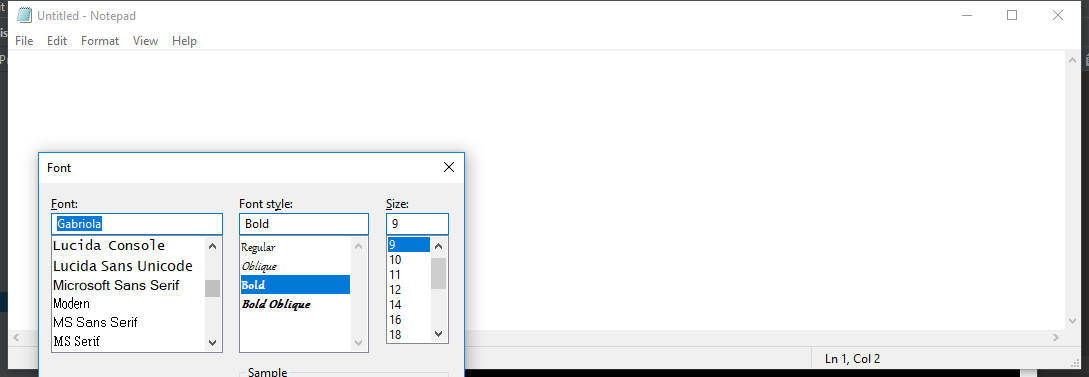 Untitled - Notepad
File Edit Format View Help
Font
Font: Font style: Size:
Gabriola Bold 9
Lucida Console Regular 9
Lucida Sans Unicode Oblique 10
Microsoft Sans Serif Bold 11
Modern Bold Oblique 12
MS Sans Serif 14
MS Serif 16
18
Sample
Ln 1, Col 2